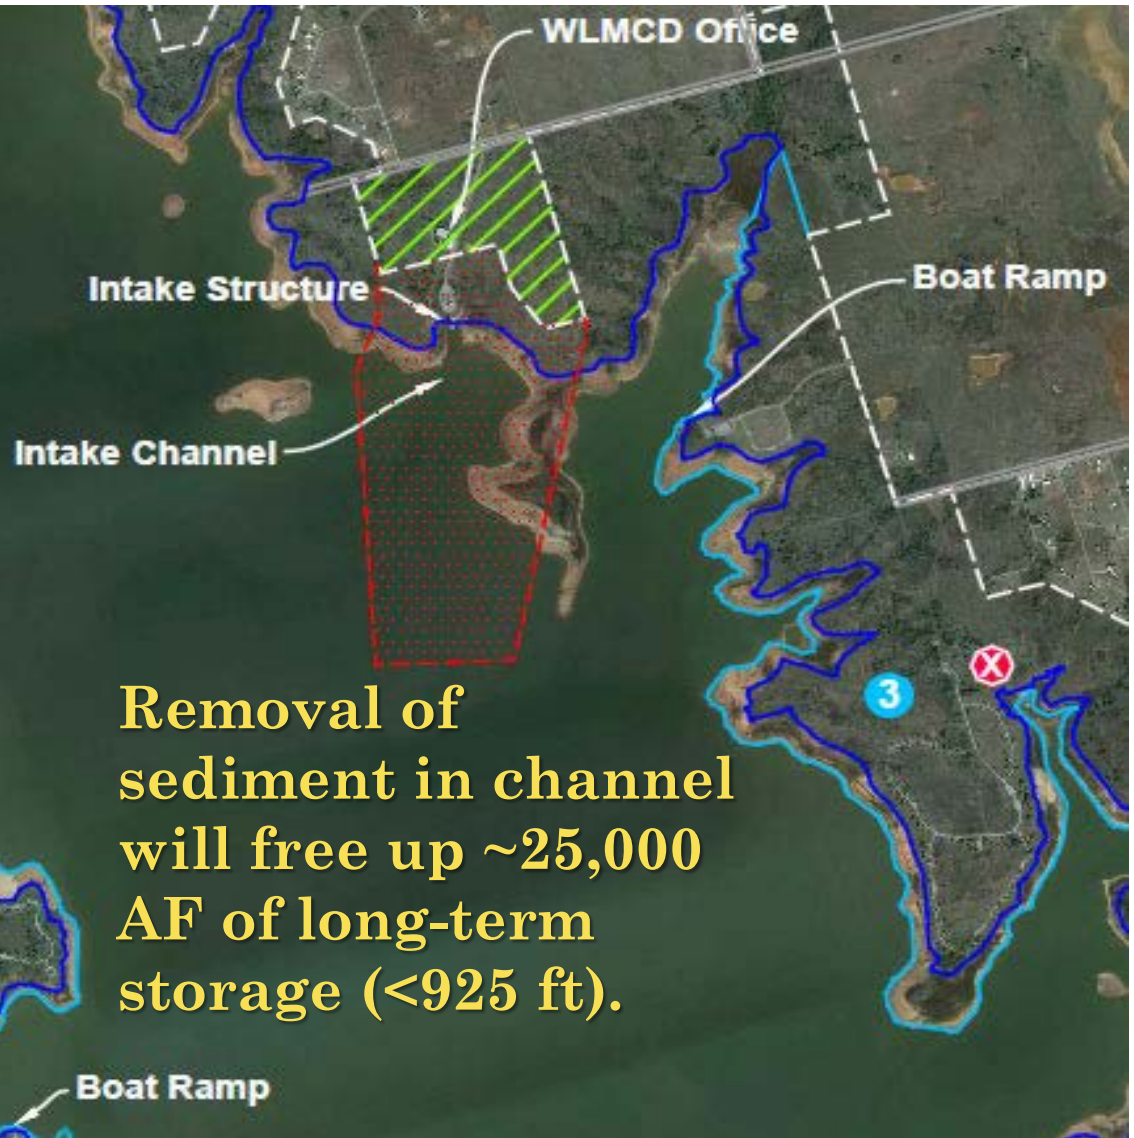 WLMCD Office
Intake Structure
Boat Ramp
Intake Channel
X
3
Removal of
sediment in channel
will free up ~25,000
AF of long-term
storage (<925 ft).
Boat Ramp